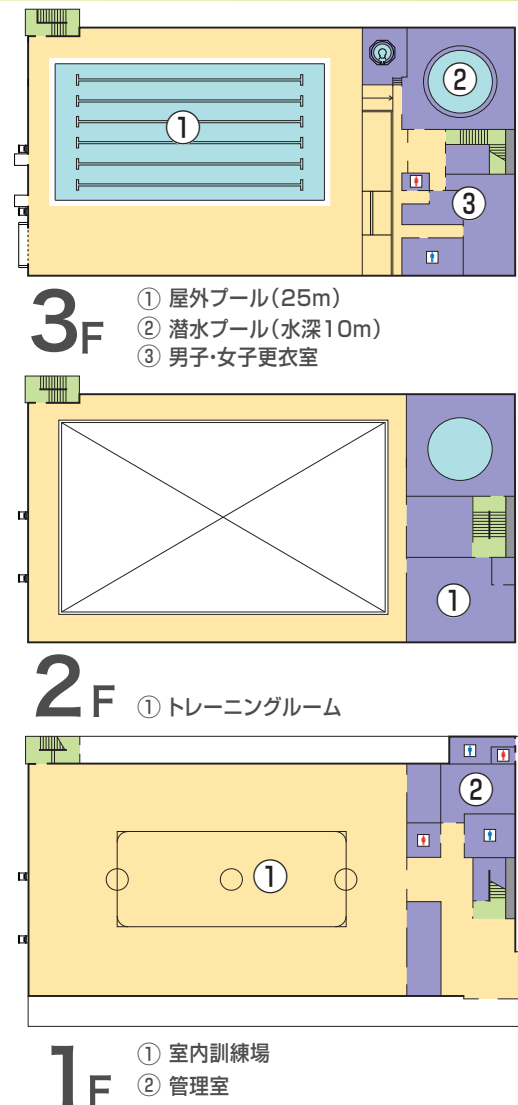 ①
②
③
3F
① 屋外プール(25m)
② 潜水プール(水深10m)
③ 男子・女子更衣室
①
2F
① トレーニングルーム
②
①
1F
① 室内訓練場
② 管理室